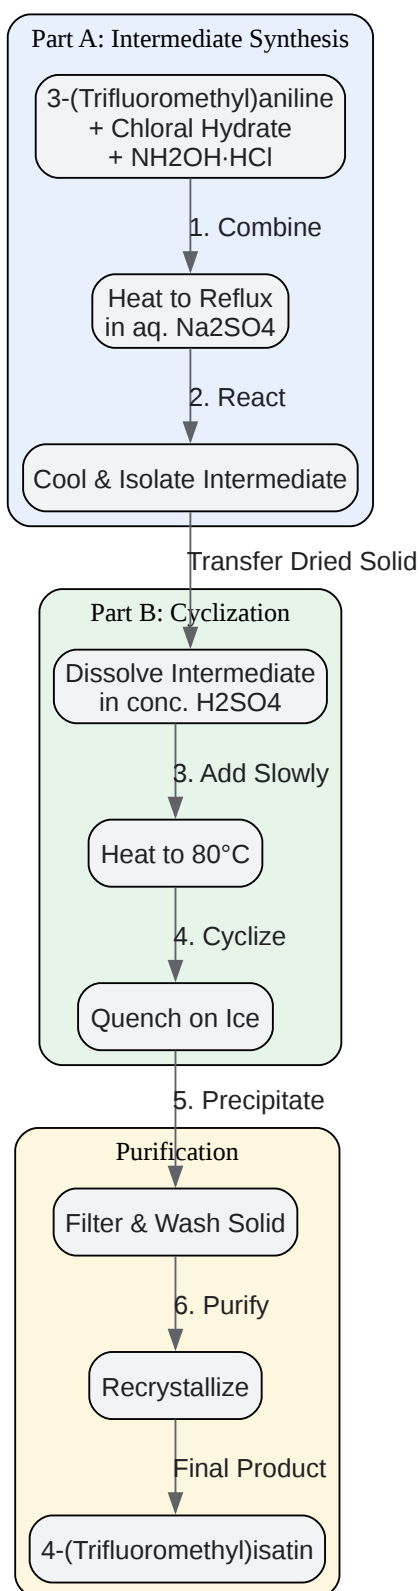 Part A: Intermediate Synthesis
3-(Trifluoromethyl)aniline
+ Chloral Hydrate
+ NH2OH·HCl
1. Combine
Heat to Reflux
in aq. Na2SO4
2. React
Cool & Isolate Intermediate
Transfer Dried Solid
Part B: Cyclization
Dissolve Intermediate
in conc. H2SO4
3. Add Slowly
Heat to 80°C
4. Cyclize
Quench on Ice
5. Precipitate
Purification
Filter & Wash Solid
6. Purify
Recrystallize
Final Product
4-(Trifluoromethyl)isatin